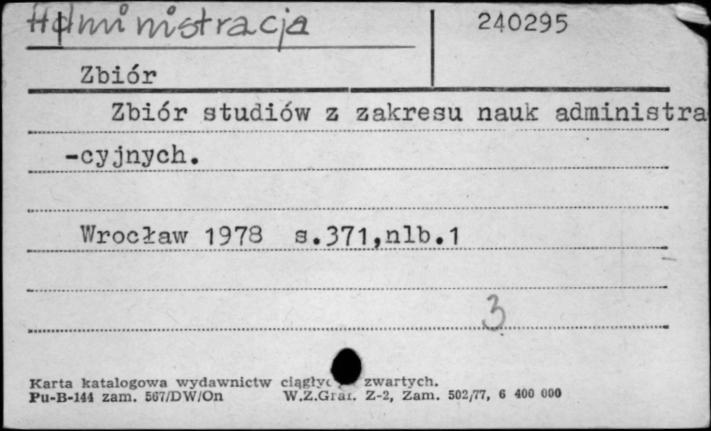 Administracja 240295
Zbiór
Zbiór studiów z zakresu nauk administra
-cyjnych.
Wrocław 1978 s.371,nlb.1
3
Karta katalogowa wydawnictw zwartych.
Pu-B-144 zam. 567/DW/On W.Z.Graf. Z-2, Zam. 502/77, 6 400 000